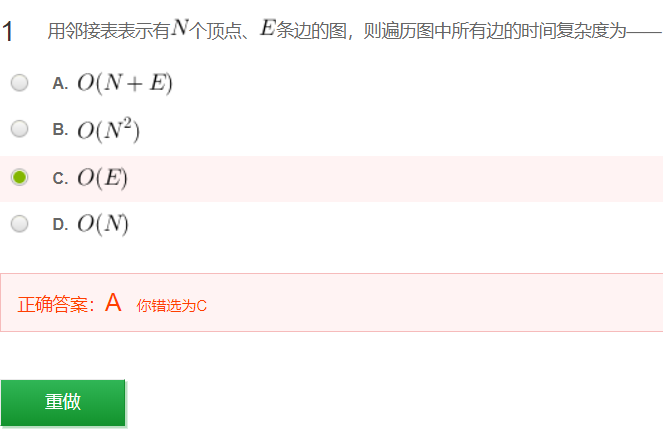 1 用邻接表表示有N个顶点、E条边的图，则遍历图中所有边的时间复杂度为——
A. O(N + E)
B. O(N²)
C. O(E)
D. O(N)
正确答案：A 你错选为C
重做